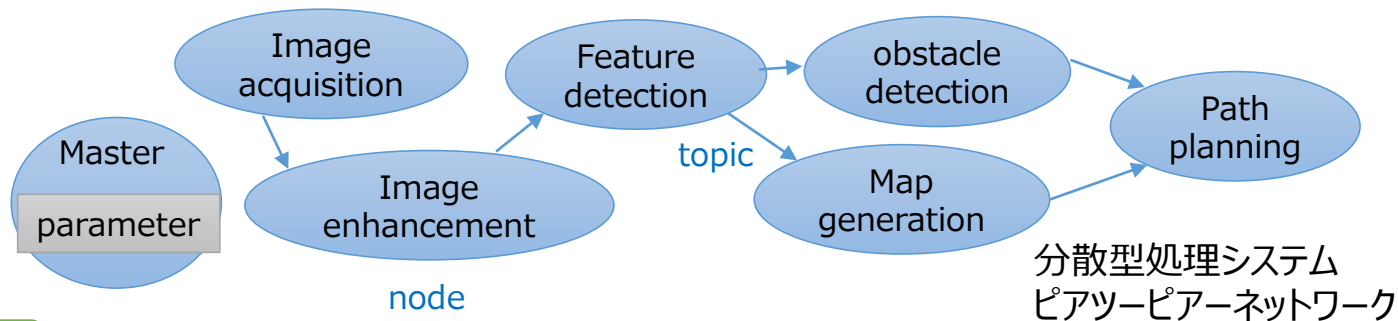 Image
acquisition
Feature
detection
obstacle
detection
Path
planning
Master
parameter
Image
enhancement
topic
Map
generation
node
分散型処理システム
ピアツーピアーネットワーク